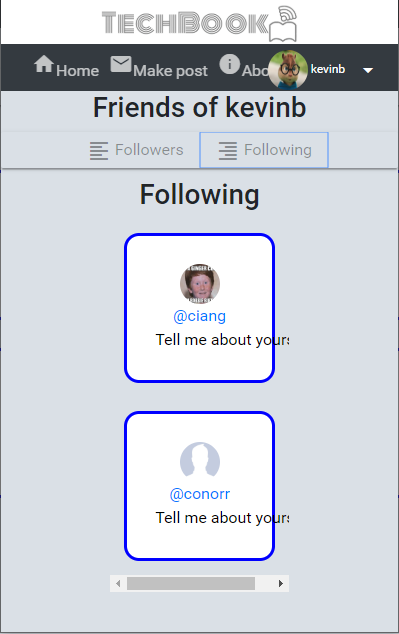 TechBook
Home Make post Abo kevinb
Friends of kevinb
Followers Following
Following
@ciang
Tell me about yours
@conorr
Tell me about yours